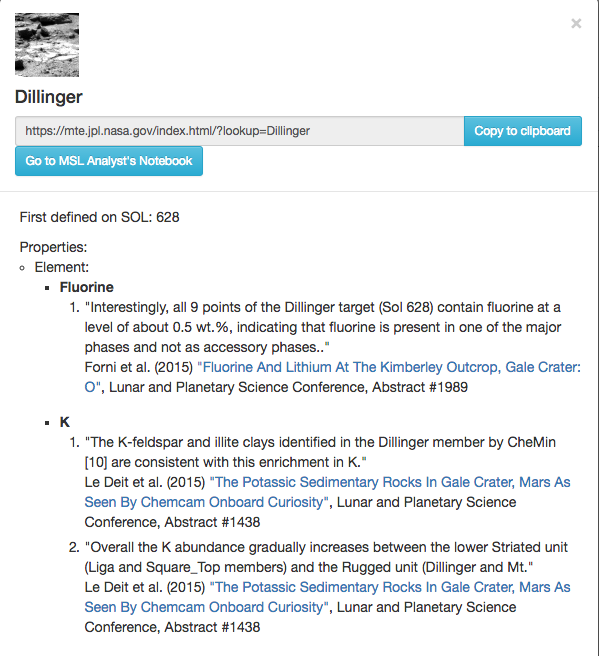 ×
Dillinger
https://mte.jpl.nasa.gov/index.html/?lookup=Dillinger
Copy to clipboard
Go to MSL Analyst's Notebook
First defined on SOL: 628
Properties:
Element:
Fluorine
1. "Interestingly, all 9 points of the Dillinger target (Sol 628) contain fluorine at a
level of about 0.5 wt.%, indicating that fluorine is present in one of the major
phases and not as accessory phases.."
Forni et al. (2015) "Fluorine And Lithium At The Kimberley Outcrop, Gale Crater:
O", Lunar and Planetary Science Conference, Abstract #1989
K
1. "The K-feldspar and illite clays identified in the Dillinger member by CheMin
[10] are consistent with this enrichment in K."
Le Deit et al. (2015) "The Potassic Sedimentary Rocks In Gale Crater, Mars As
Seen By Chemcam Onboard Curiosity", Lunar and Planetary Science
Conference, Abstract #1438
2. "Overall the K abundance gradually increases between the lower Striated unit
(Liga and Square_Top members) and the Rugged unit (Dillinger and Mt."
Le Deit et al. (2015) "The Potassic Sedimentary Rocks In Gale Crater, Mars As
Seen By Chemcam Onboard Curiosity", Lunar and Planetary Science
Conference, Abstract #1438